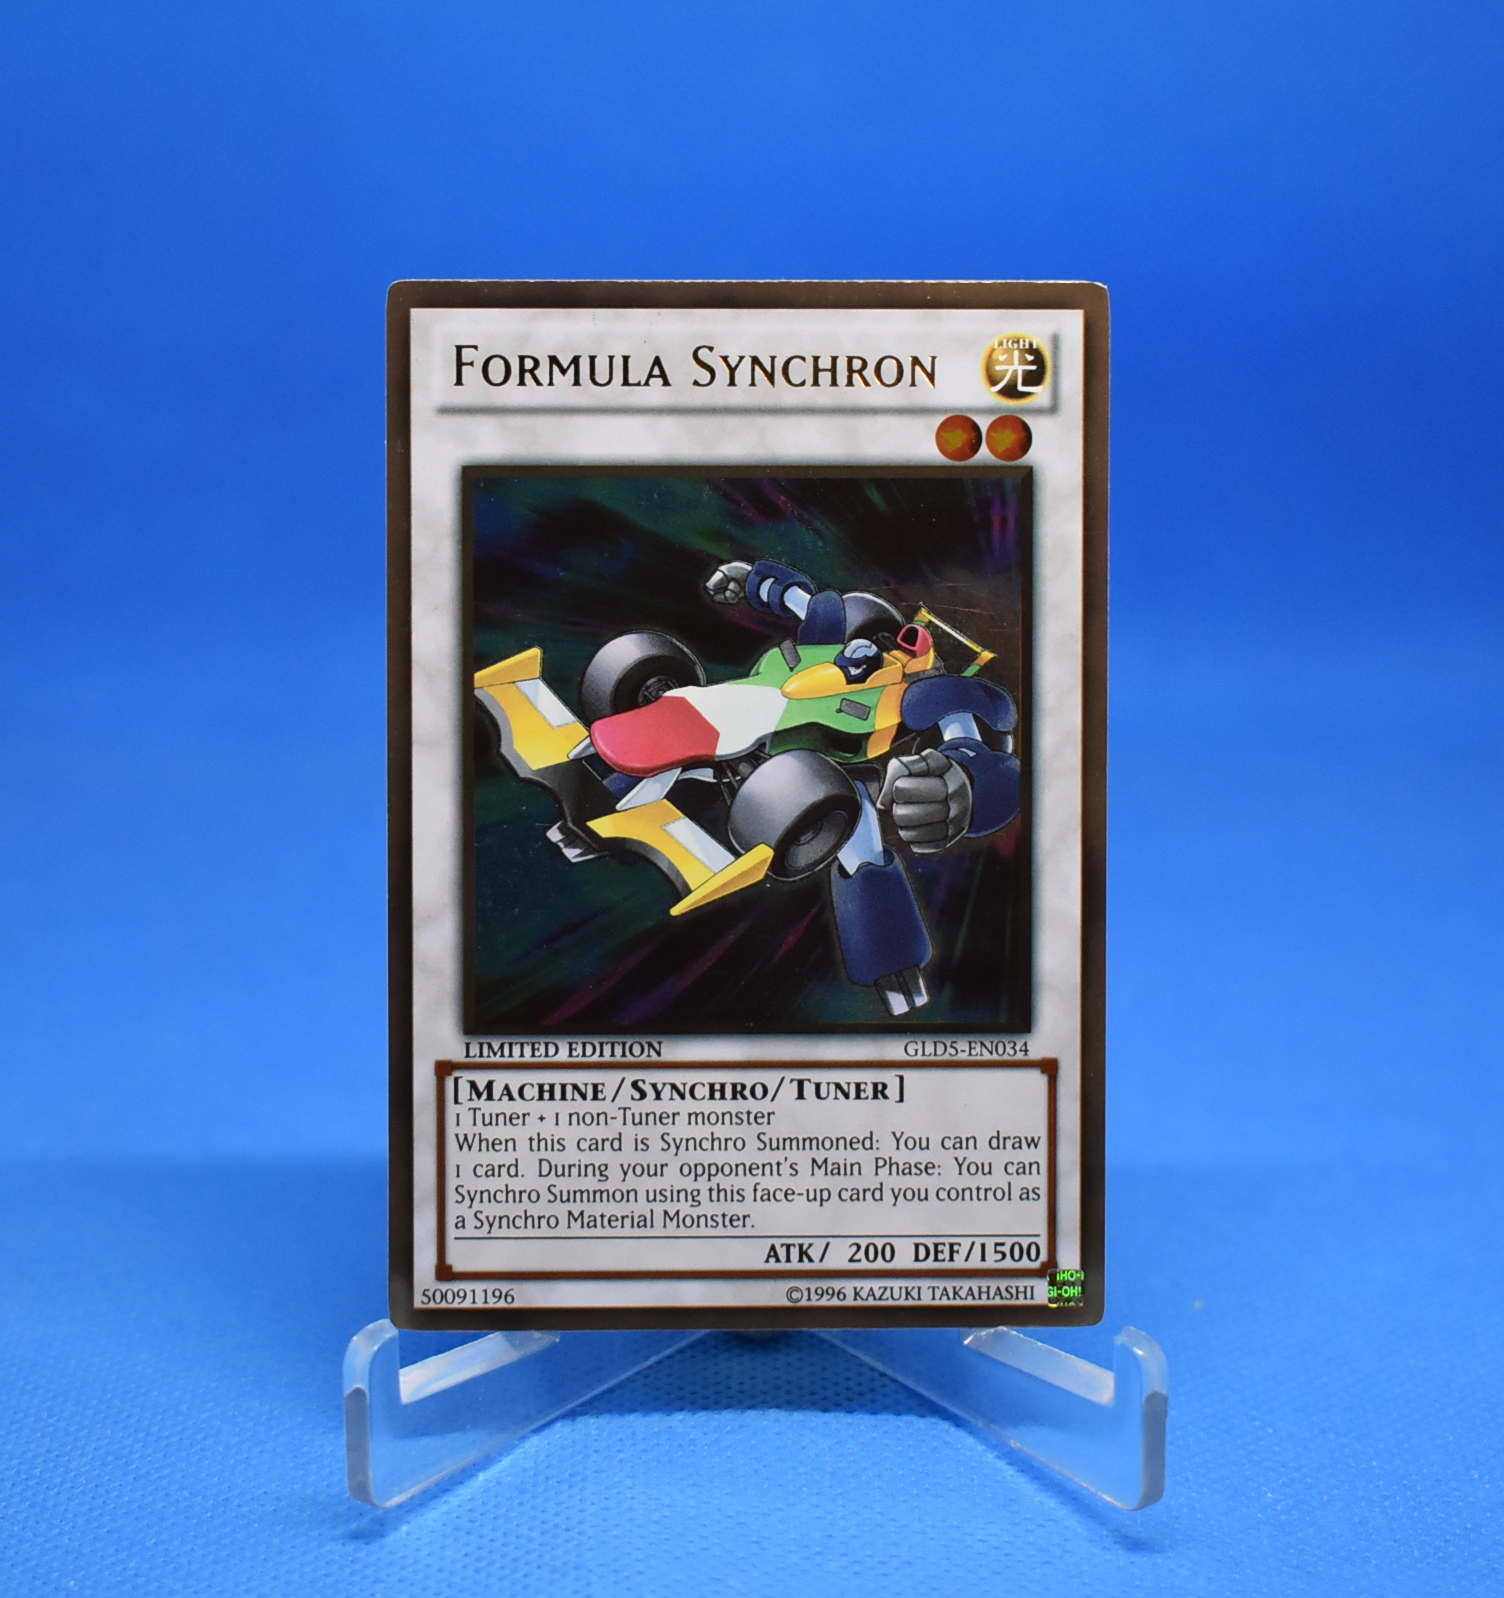 FORMULA SYNCHRON
LIGHT
光
LIMITED EDITION GLD5-EN034
[MACHINE/SYNCHRO/TUNER]
1 Tuner + 1 non-Tuner monster
When this card is Synchro Summoned: You can draw
1 card. During your opponent's Main Phase: You can
Synchro Summon using this face-up card you control as
a Synchro Material Monster.
ATK/ 200 DEF/1500
50091196 ©1996 KAZUKI TAKAHASHI
GI-OH!